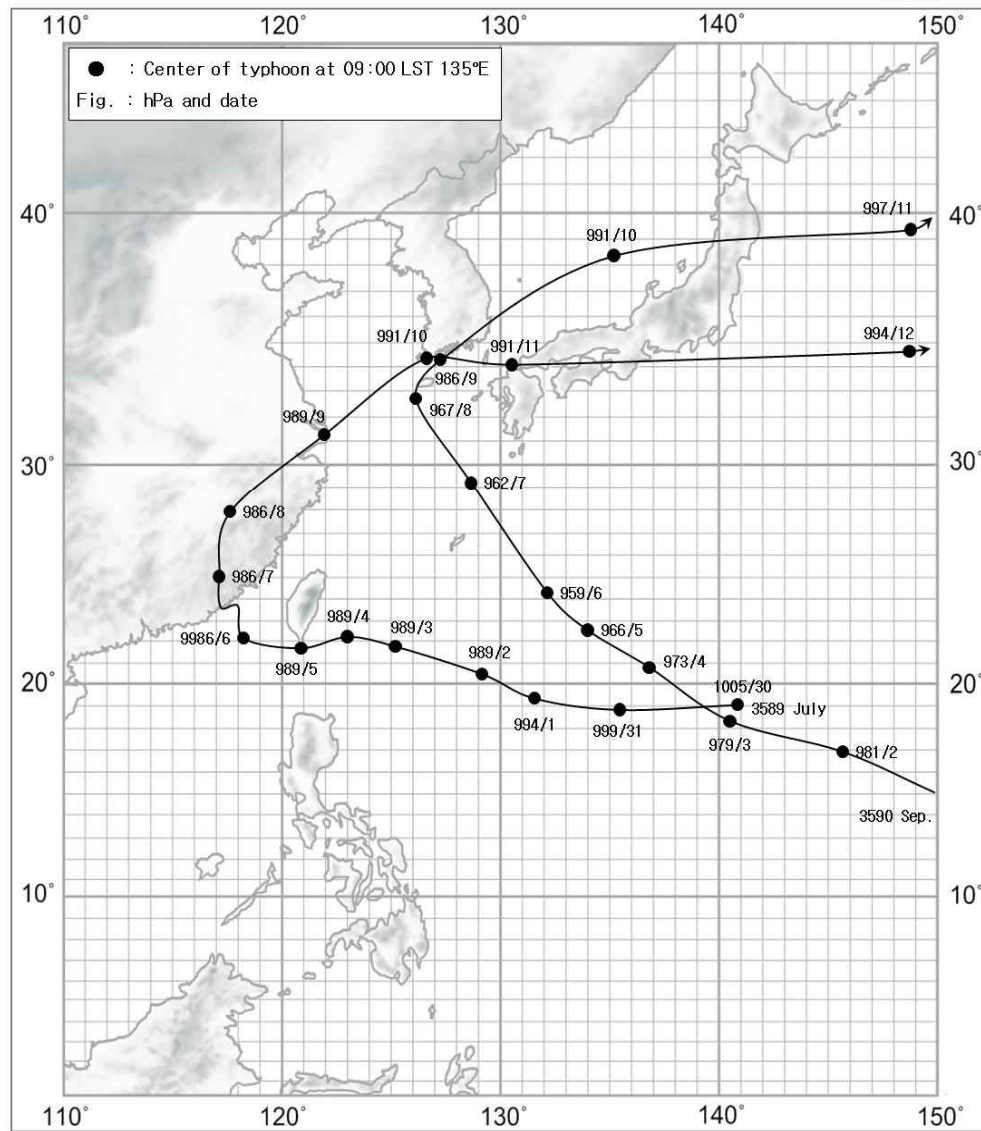 110° 120° 130° 140° 150°
● : Center of typhoon at 09:00 LST 135°E
Fig. : hPa and date
997/11
40° 40°
991/10
994/12
991/10 991/11
986/9
967/8
989/9
30° 30°
962/7
986/8
986/7
959/6
989/4
966/5
989/3
9986/6
989/2
973/4
989/5
20° 1005/30 20°
3589 July
994/1 999/31 979/3
981/2
3590 Sep.
10° 10°
110° 120° 130° 140° 150°